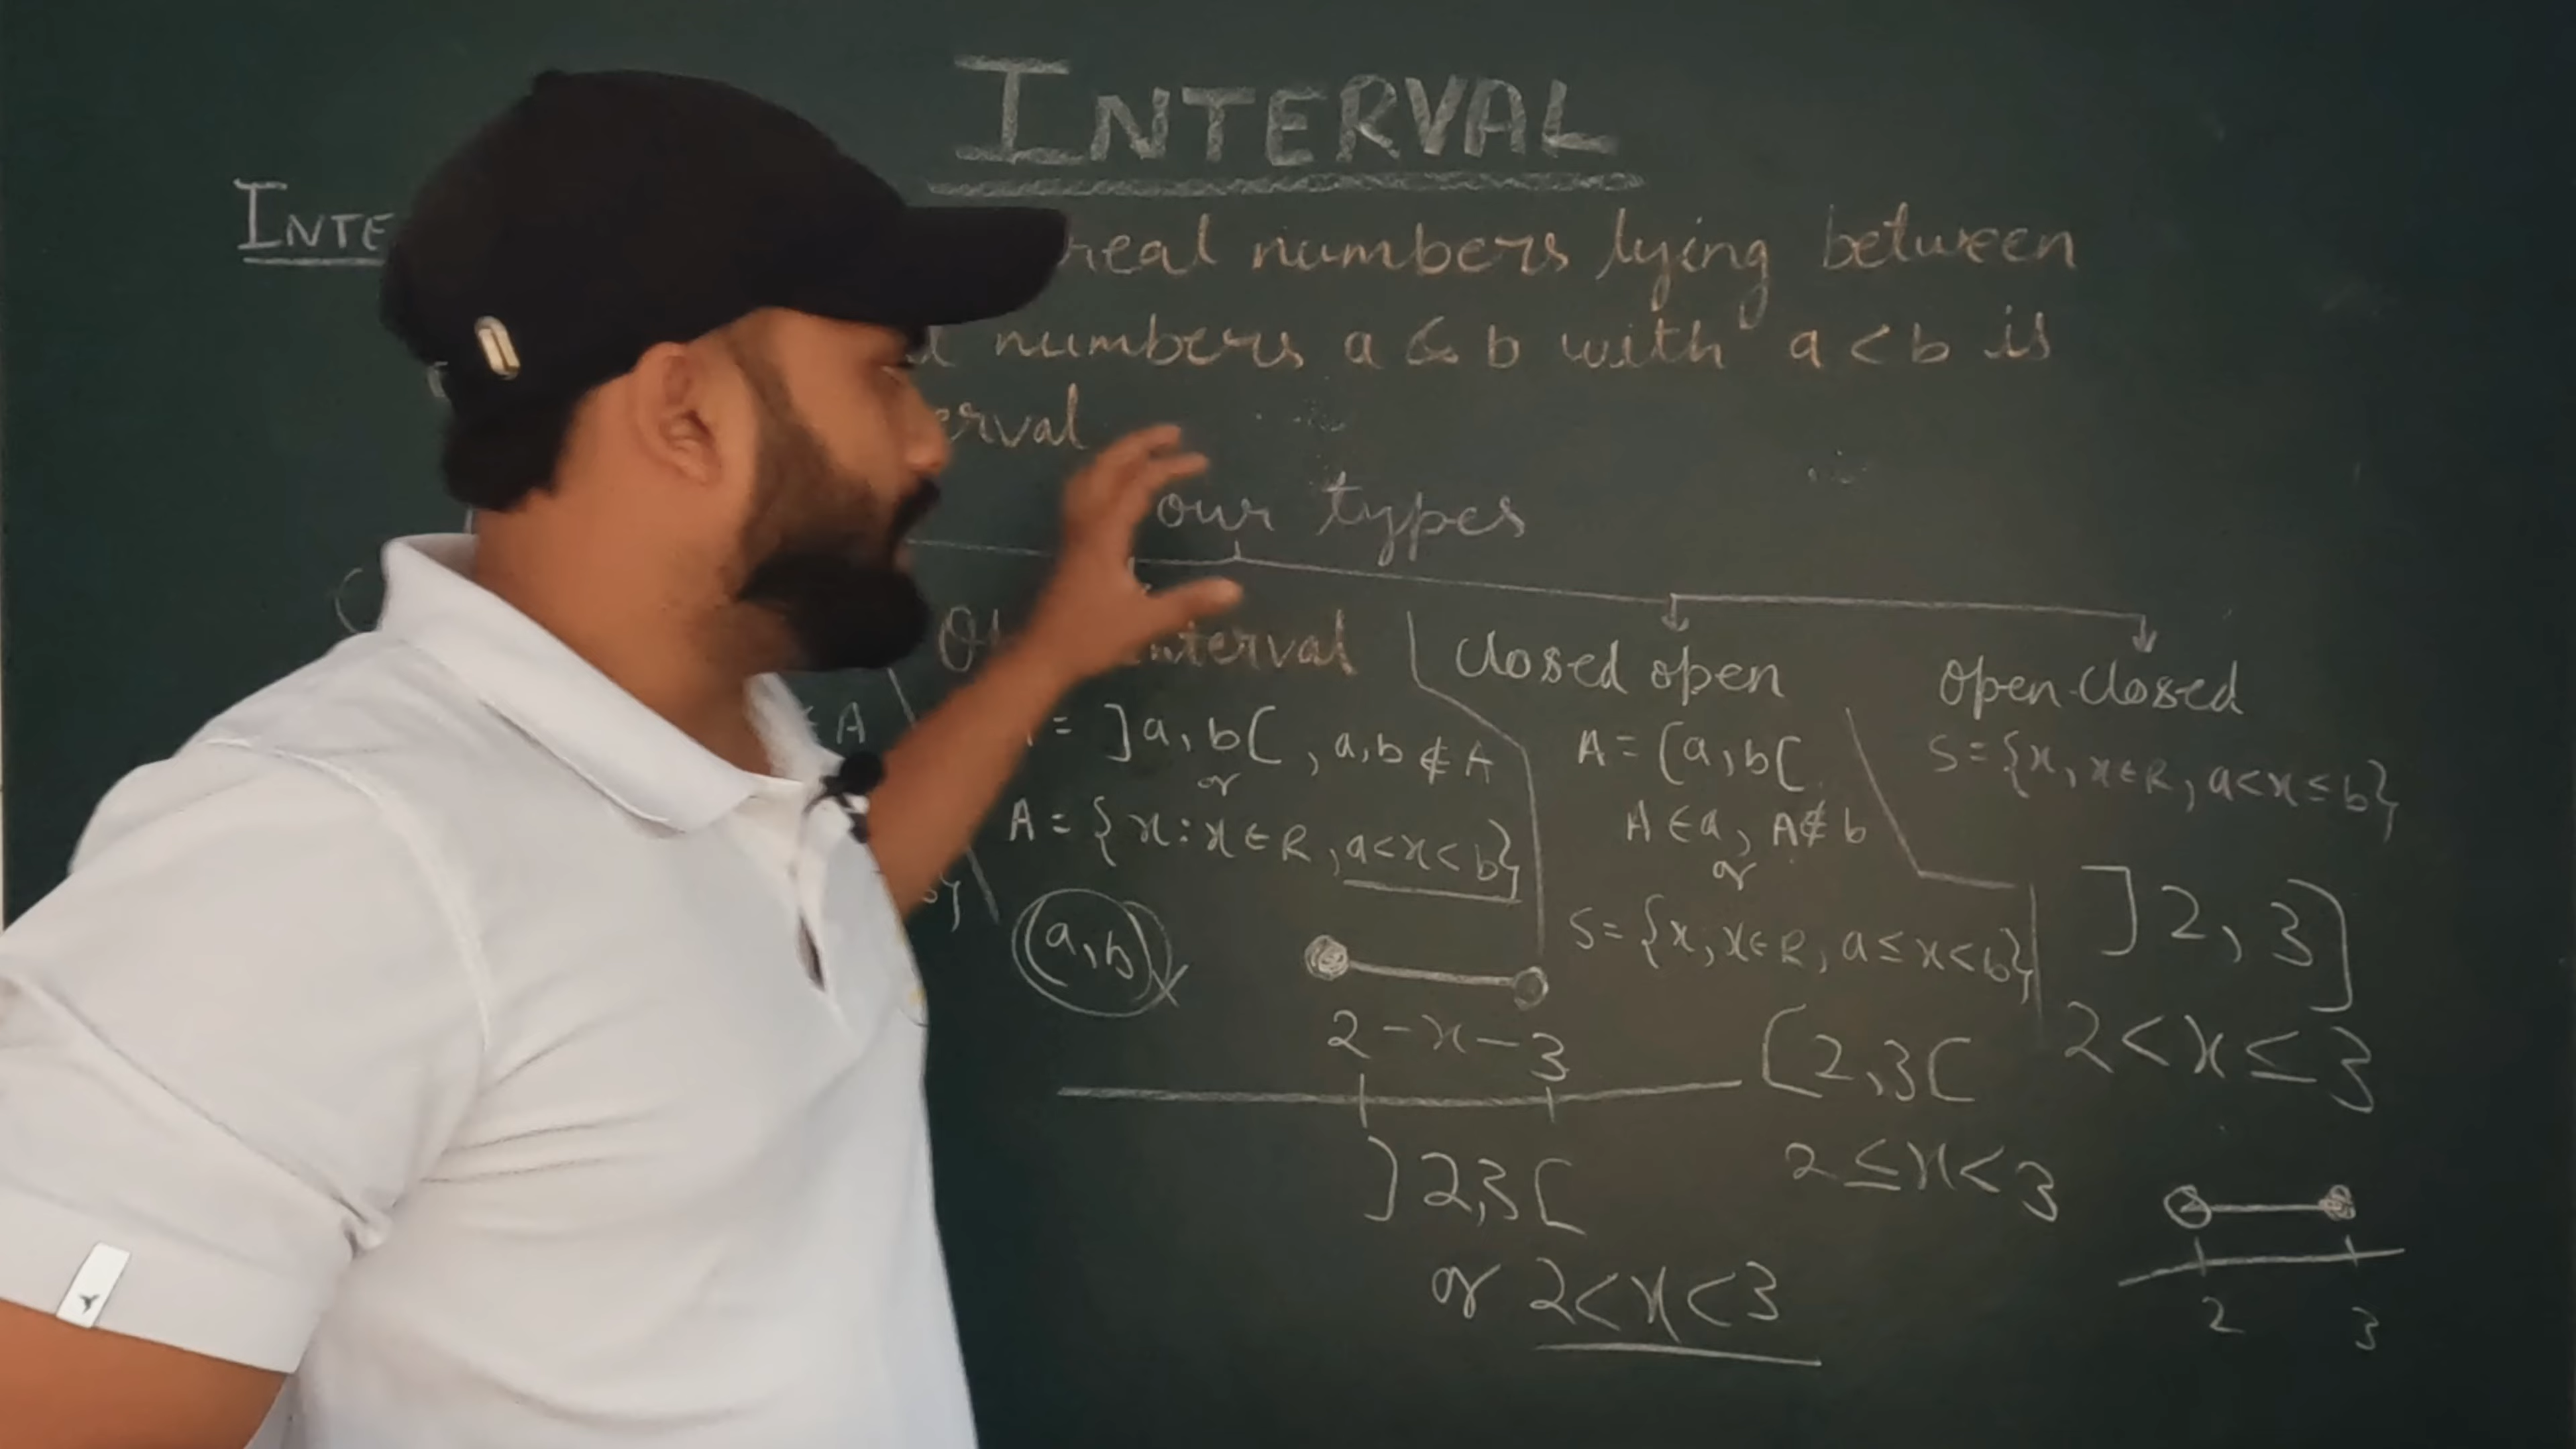 INTERVAL
INTE real numbers lying between
numbers a & b with a < b is
erval
our types
interval
closed open
open-closed
∈ A
= ]a, b[ , a, b ∉ A
or
A = {x : x ∈ R, a<x<b}
(a,b)
b}
A = [a, b[
A ∈ a, A ∉ b
or
S = {x, x∈R, a≤x<b}
S = {x, x∈R, a<x≤b}
]2, 3]
2 < x ≤ 3
2 - x - 3
[2,3[
2 ≤ x < 3
]2,3[
or 2<x<3
2 3